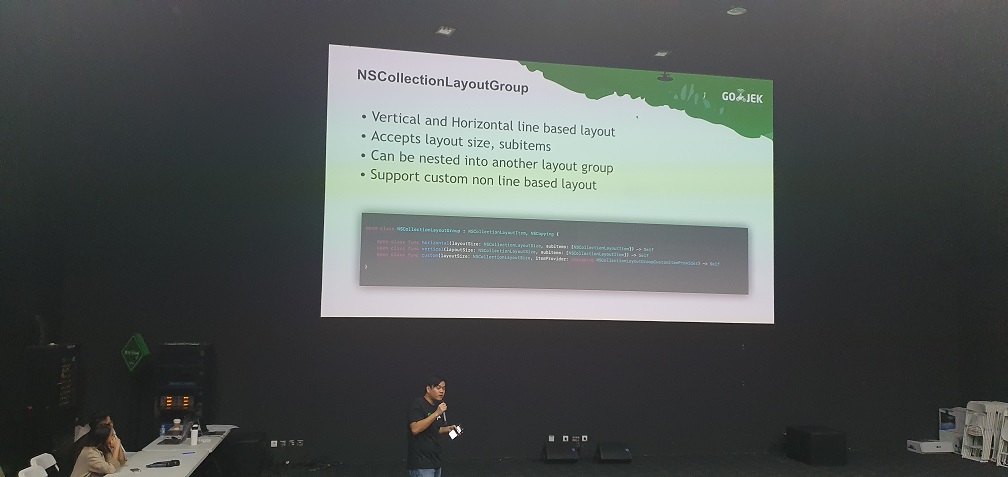 NSCollectionLayoutGroup
GOJEK
• Vertical and Horizontal line based layout
• Accepts layout size, subitems
• Can be nested into another layout group
• Support custom non line based layout
open class NSCollectionLayoutGroup : NSCollectionLayoutItem, NSCopying {
open class func horizontal(layoutSize: NSCollectionLayoutSize, subitems: [NSCollectionLayoutItem]) -> Self
open class func vertical(layoutSize: NSCollectionLayoutSize, subitems: [NSCollectionLayoutItem]) -> Self
open class func custom(layoutSize: NSCollectionLayoutSize, itemProvider: @escaping NSCollectionLayoutGroupCustomItemProvider) -> Self
}